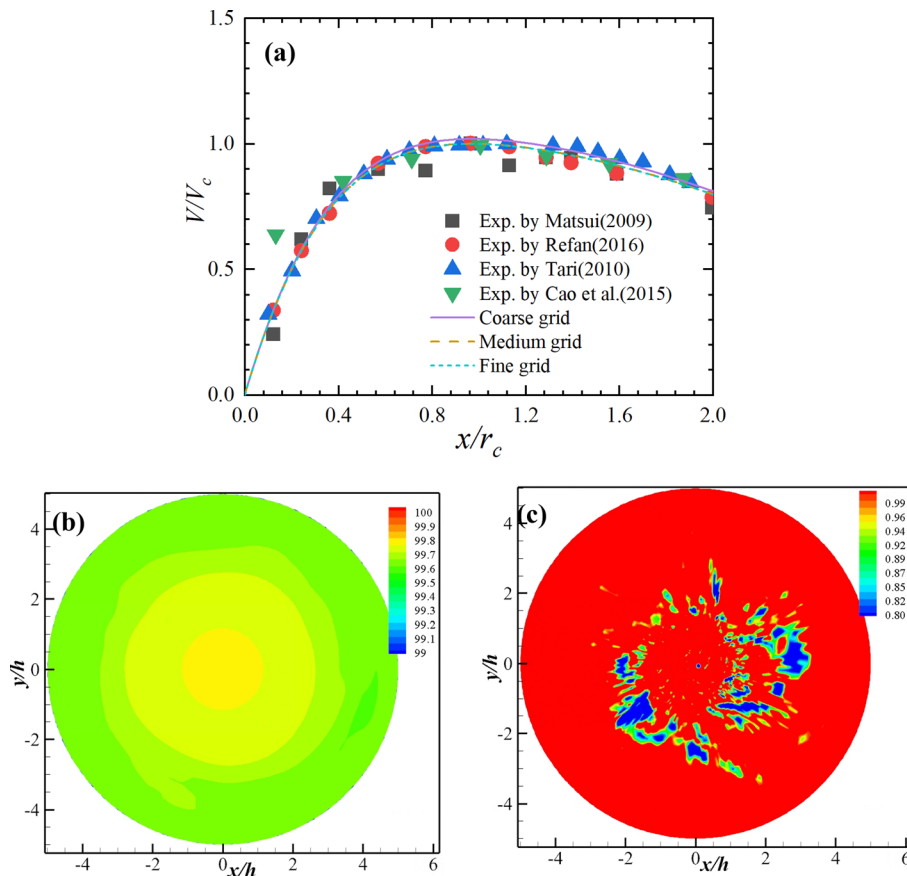 (a)
1.5
1.0
0.5
0.0
V/Vc
Exp. by Matsui(2009)
Exp. by Refan(2016)
Exp. by Tari(2010)
Exp. by Cao et al.(2015)
Coarse grid
Medium grid
Fine grid
0.0 0.4 0.8 1.2 1.6 2.0
x/rc
(b)
4
2
0
-2
-4
y/h
100
99.9
99.8
99.7
99.6
99.5
99.4
99.3
99.2
99.1
99
-4 -2 0 2 4 6
x/h
(c)
4
2
0
-2
-4
y/h
0.99
0.96
0.94
0.92
0.90
0.87
0.85
0.82
0.80
-4 -2 0 2 4 6
x/h